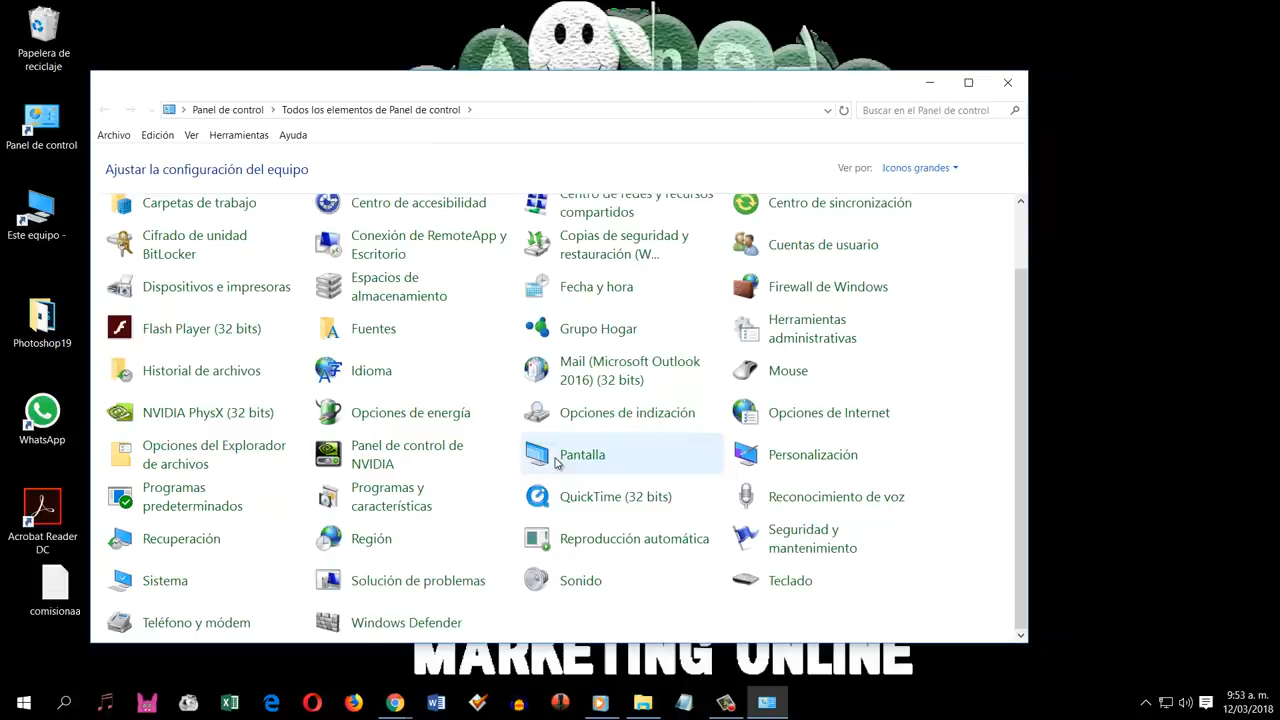 Papelera de
reciclaje
Panel de control
Este equipo -
Photoshop19
WhatsApp
Acrobat Reader
DC
comisionaa
Panel de control > Todos los elementos de Panel de control >
Buscar en el Panel de control
Archivo Edición Ver Herramientas Ayuda
Ajustar la configuración del equipo
Ver por: Iconos grandes
Carpetas de trabajo
Centro de accesibilidad
Centro de redes y recursos
compartidos
Centro de sincronización
Cifrado de unidad
BitLocker
Conexión de RemoteApp y
Escritorio
Copias de seguridad y
restauración (W...
Cuentas de usuario
Dispositivos e impresoras
Espacios de
almacenamiento
Fecha y hora
Firewall de Windows
Flash Player (32 bits)
Fuentes
Grupo Hogar
Herramientas
administrativas
Historial de archivos
Idioma
Mail (Microsoft Outlook
2016) (32 bits)
Mouse
NVIDIA PhysX (32 bits)
Opciones de energía
Opciones de indización
Opciones de Internet
Opciones del Explorador
de archivos
Panel de control de
NVIDIA
Pantalla
Personalización
Programas
predeterminados
Programas y
características
QuickTime (32 bits)
Reconocimiento de voz
Recuperación
Región
Reproducción automática
Seguridad y
mantenimiento
Sistema
Solución de problemas
Sonido
Teclado
Teléfono y módem
Windows Defender
MARKETING ONLINE
9:53 a. m.
12/03/2018